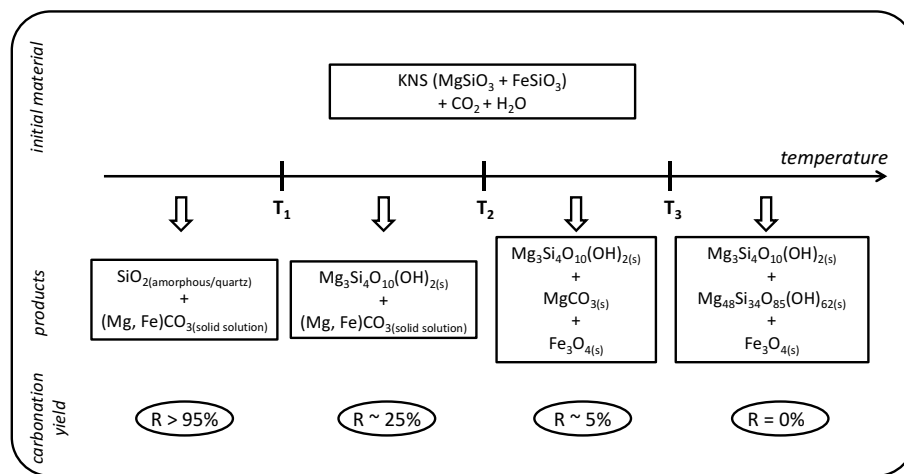 initial material
KNS (MgSiO₃ + FeSiO₃)
+ CO₂ + H₂O
temperature
T₁ T₂ T₃
products
SiO₂(amorphous/quartz)
+
(Mg, Fe)CO₃(solid solution)
Mg₃Si₄O₁₀(OH)₂(s)
+
(Mg, Fe)CO₃(solid solution)
Mg₃Si₄O₁₀(OH)₂(s)
+
MgCO₃(s)
+
Fe₃O₄(s)
Mg₃Si₄O₁₀(OH)₂(s)
+
Mg₄₈Si₃₄O₈₅(OH)₆₂(s)
+
Fe₃O₄(s)
carbonation
yield
R > 95% R ~ 25% R ~ 5% R = 0%